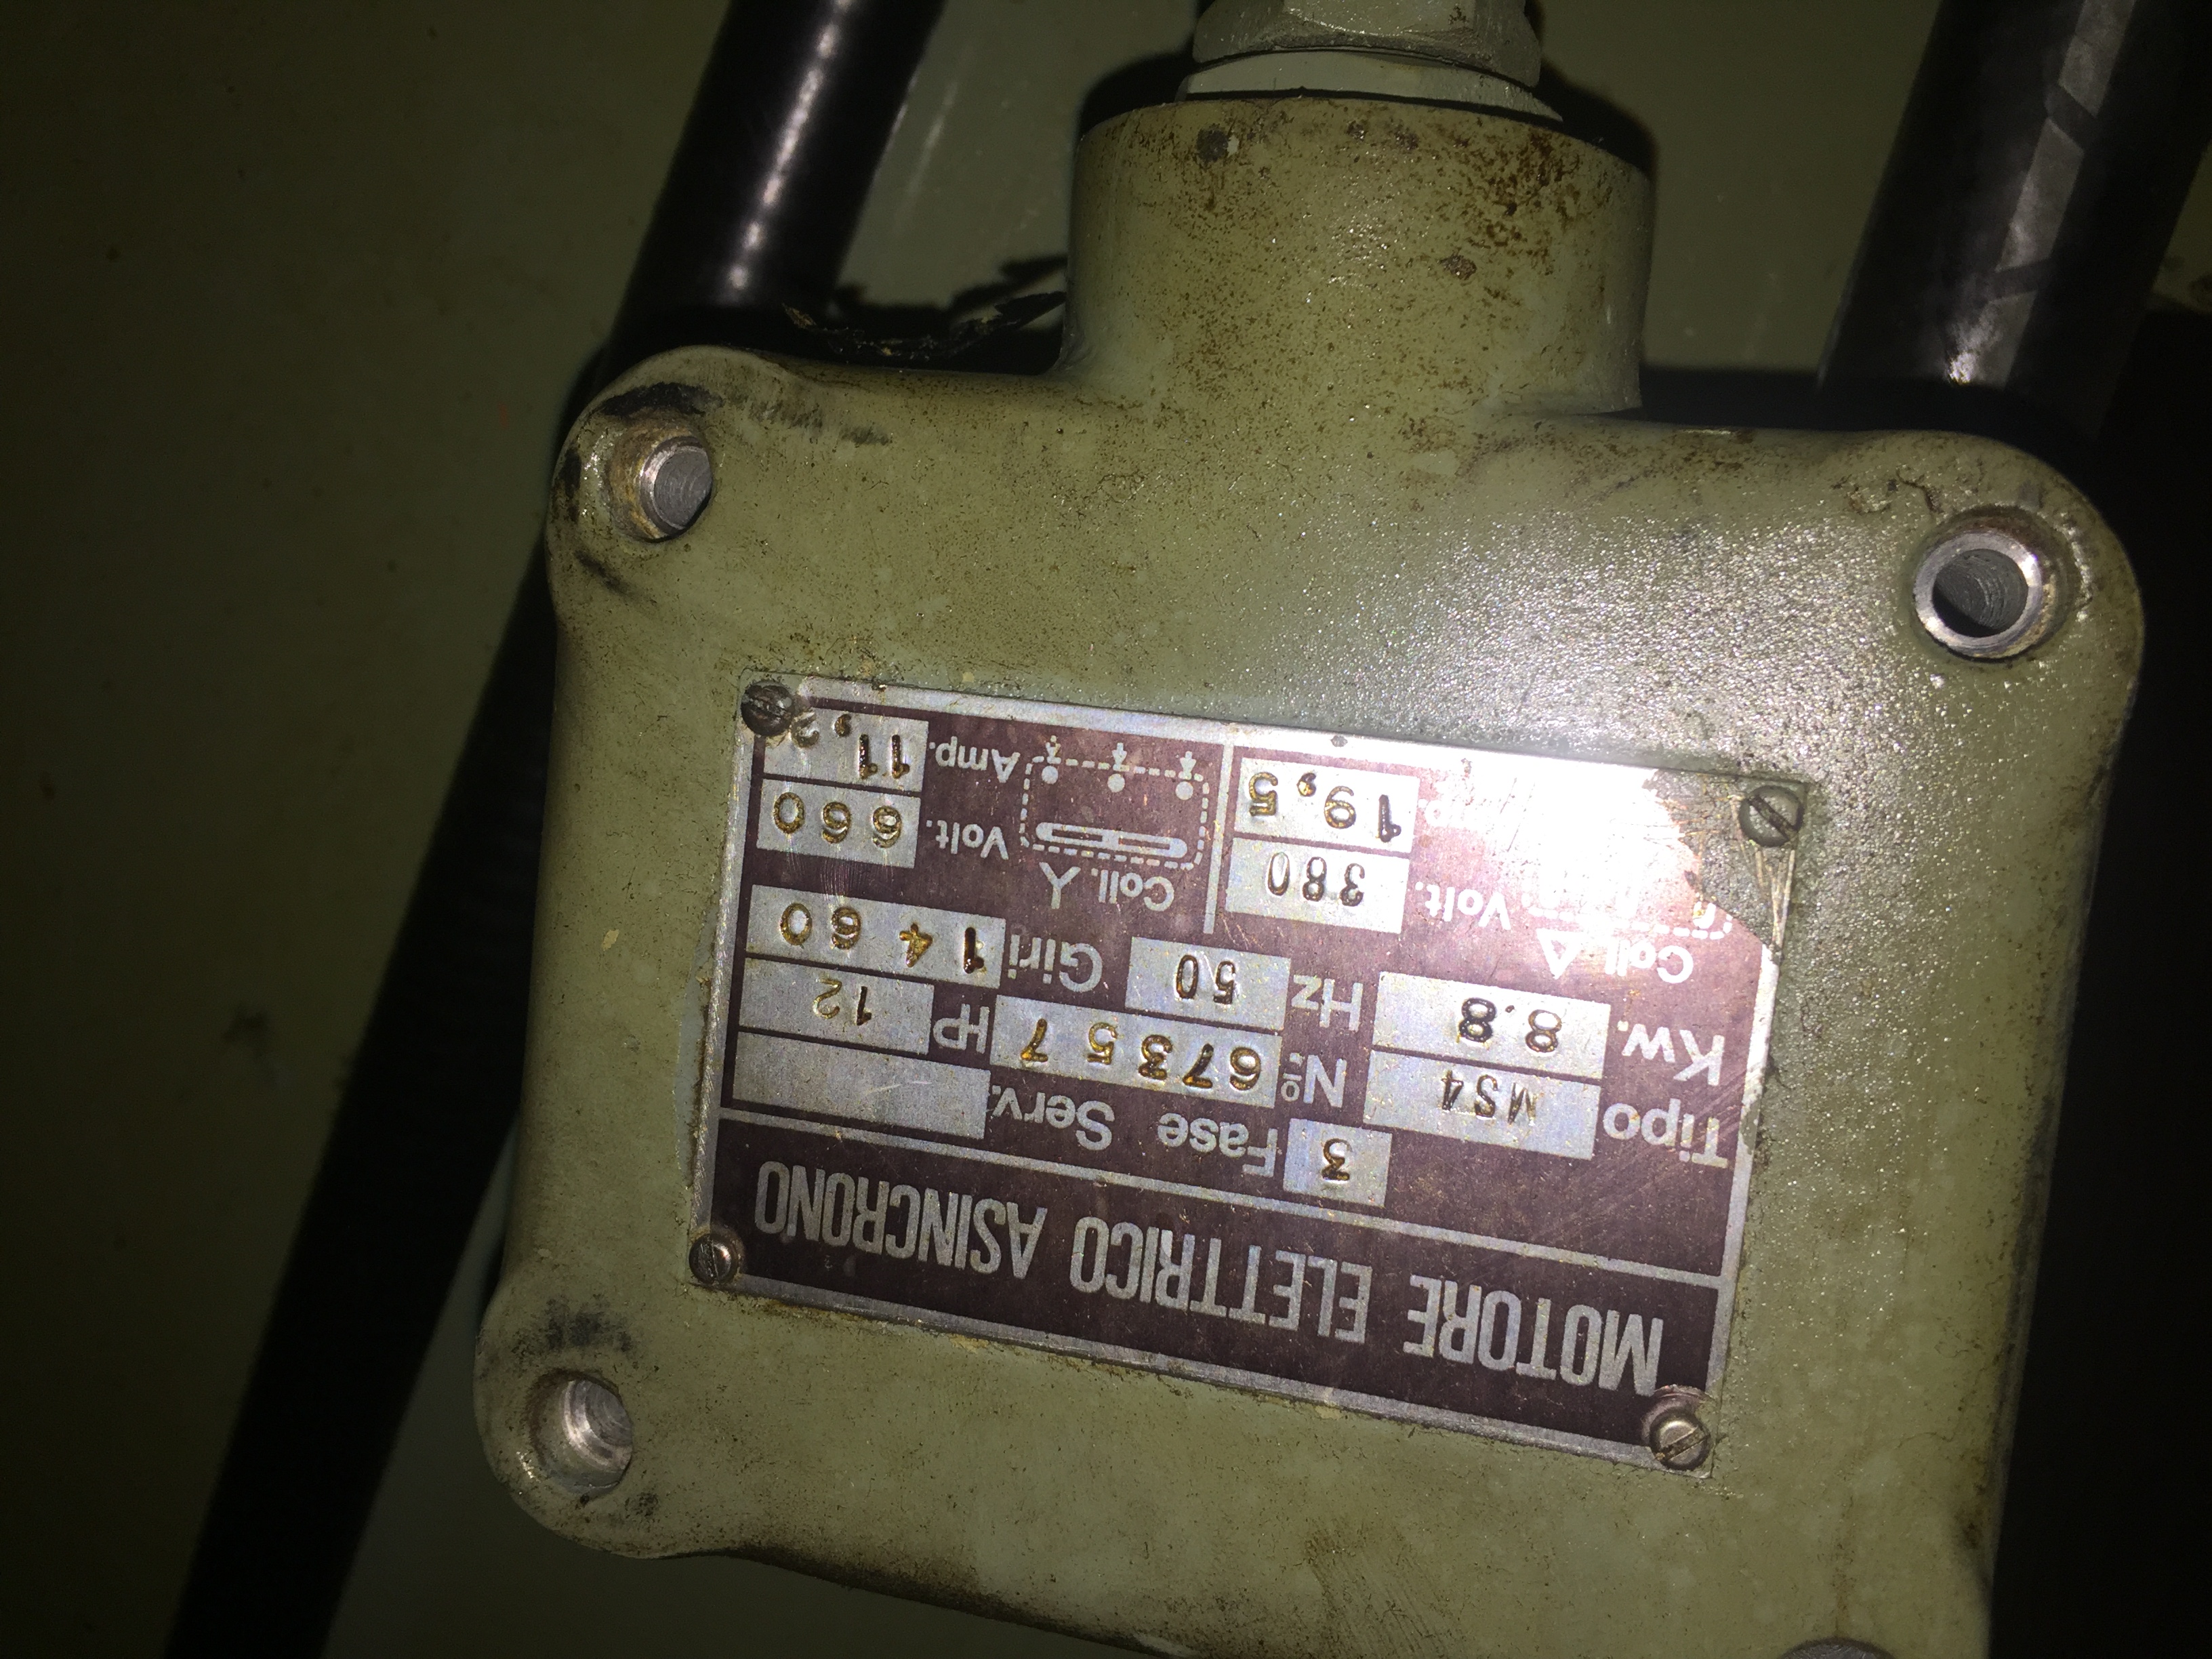 MOTORE ELETTRICO ASINCRONO
3 Fase Serv.
Tipo MS4 N.ro 67357 HP 12
Kw. 8.8 Hz 50 Giri 1460
Coll. Δ Volt. 380 Coll. Y Volt. 660
19,5 Amp. 11,2